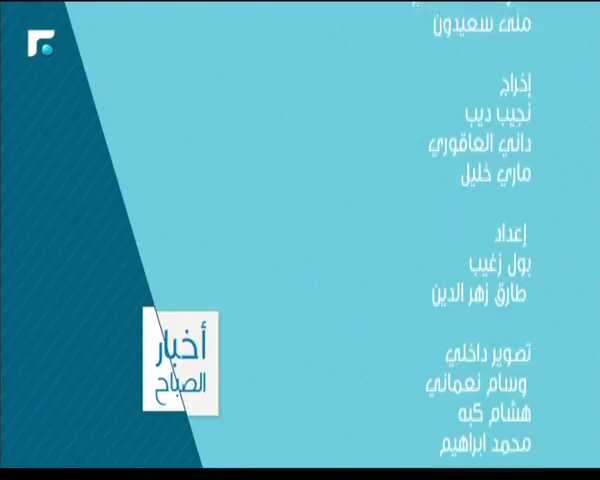 منى سعيدون
إخراج
نجيب ديب
داني العاقوري
ماري خليل
إعداد
بول زغيب
طارق زهر الدين
تصوير داخلي
وسام نعماني
هشام كبه
محمد ابراهيم
أخبار
الصباح